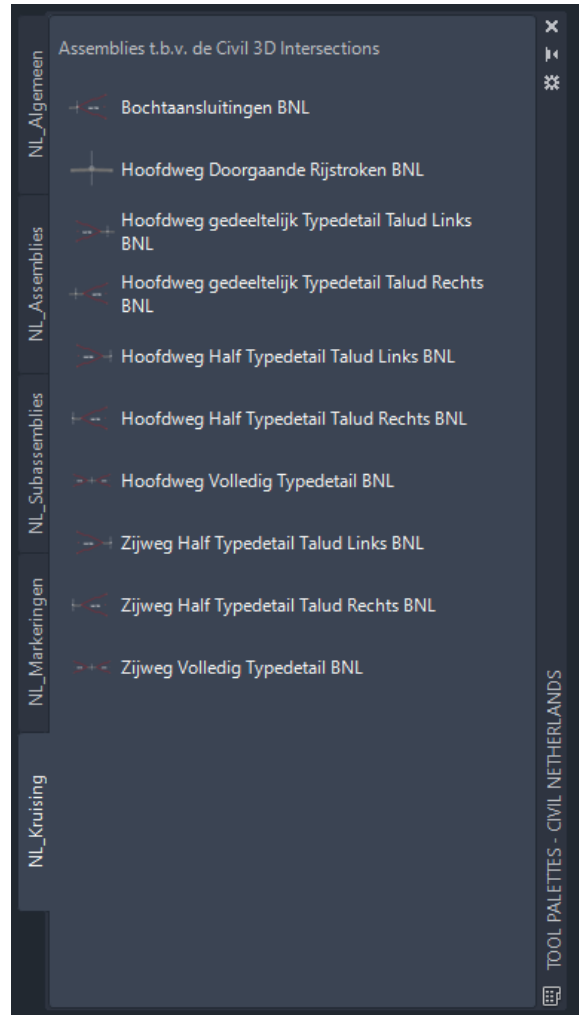 Assemblies t.b.v. de Civil 3D Intersections
Bochtaansluitingen BNL
Hoofdweg Doorgaande Rijstroken BNL
Hoofdweg gedeeltelijk Typedetail Talud Links
BNL
Hoofdweg gedeeltelijk Typedetail Talud Rechts
BNL
Hoofdweg Half Typedetail Talud Links BNL
Hoofdweg Half Typedetail Talud Rechts BNL
Hoofdweg Volledig Typedetail BNL
Zijweg Half Typedetail Talud Links BNL
Zijweg Half Typedetail Talud Rechts BNL
Zijweg Volledig Typedetail BNL
NL_Algemeen
NL_Assemblies
NL_Subassemblies
NL_Markeringen
NL_Kruising
TOOL PALETTES - CIVIL NETHERLANDS